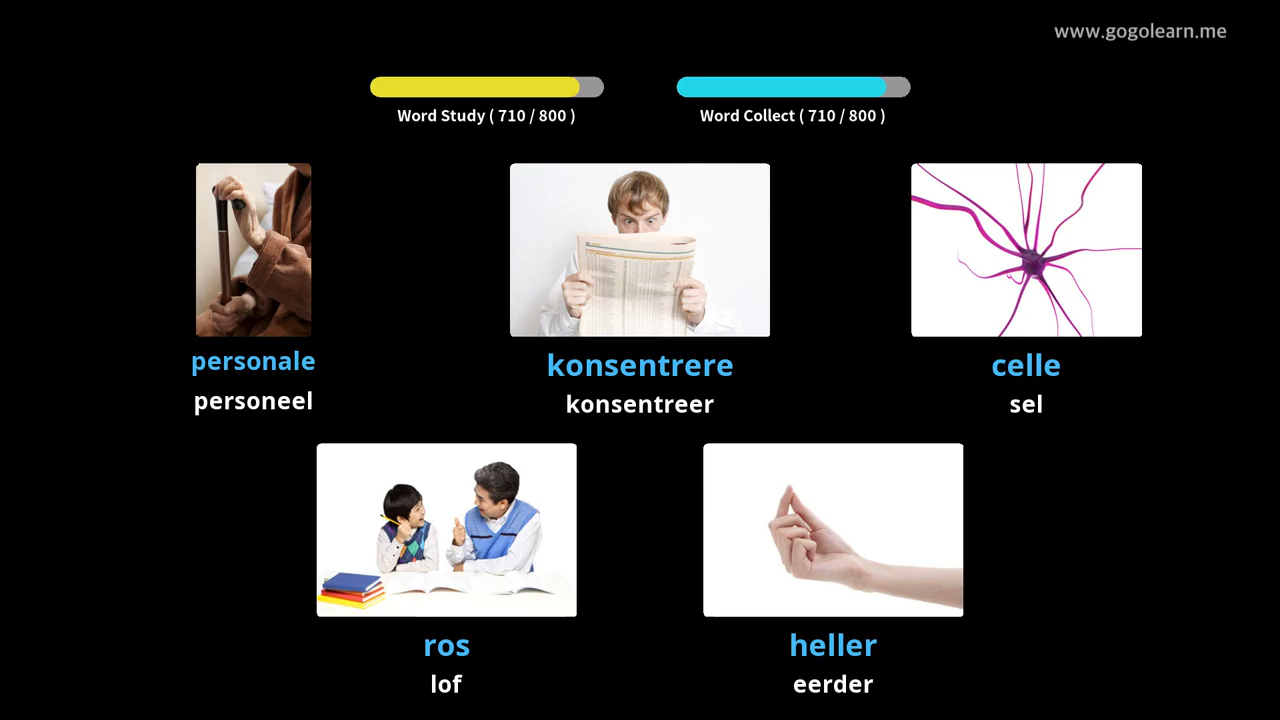 www.gogolearn.me
Word Study ( 710 / 800 )
Word Collect ( 710 / 800 )
personale
personeel
konsentrere
konsentreer
celle
sel
ros
lof
heller
eerder